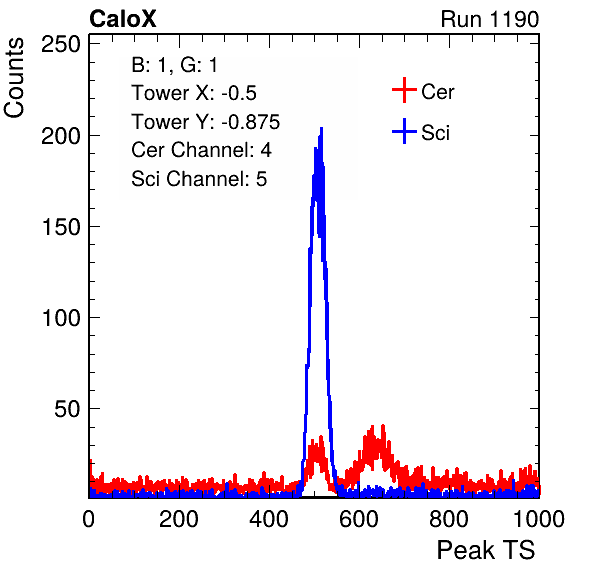 CaloX Run 1190
Counts
250
200
150
100
50
B: 1, G: 1
Tower X: -0.5
Tower Y: -0.875
Cer Channel: 4
Sci Channel: 5
Cer
Sci
0 200 400 600 800 1000
Peak TS